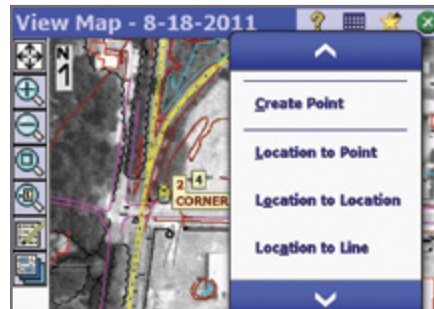 View Map - 8-18-2011
N
1
Create Point
Location to Point
2 4
CORNER
Location to Location
Location to Line